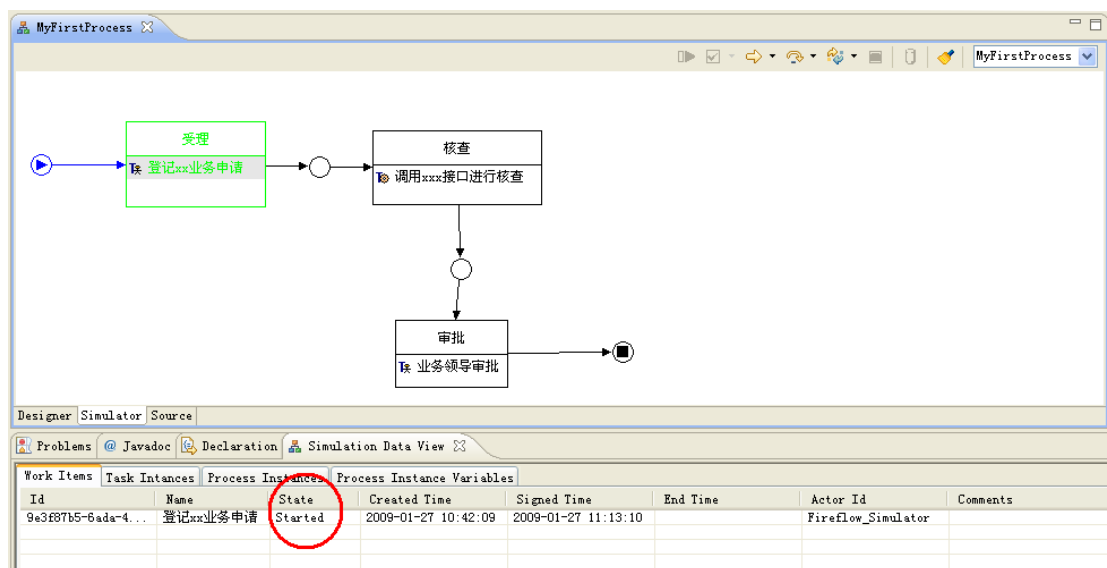 MyFirstProcess
MyFirstProcess
受理
登记xx业务申请
核查
调用xxx接口进行核查
审批
业务领导审批
Designer Simulator Source
Problems @ Javadoc Declaration Simulation Data View
Work Items Task Intances Process Instances Process Instance Variables
Id Name State Created Time Signed Time End Time Actor Id Comments
9e3f87b5-6ada-4... 登记xx业务申请 Started 2009-01-27 10:42:09 2009-01-27 11:13:10 Fireflow_Simulator